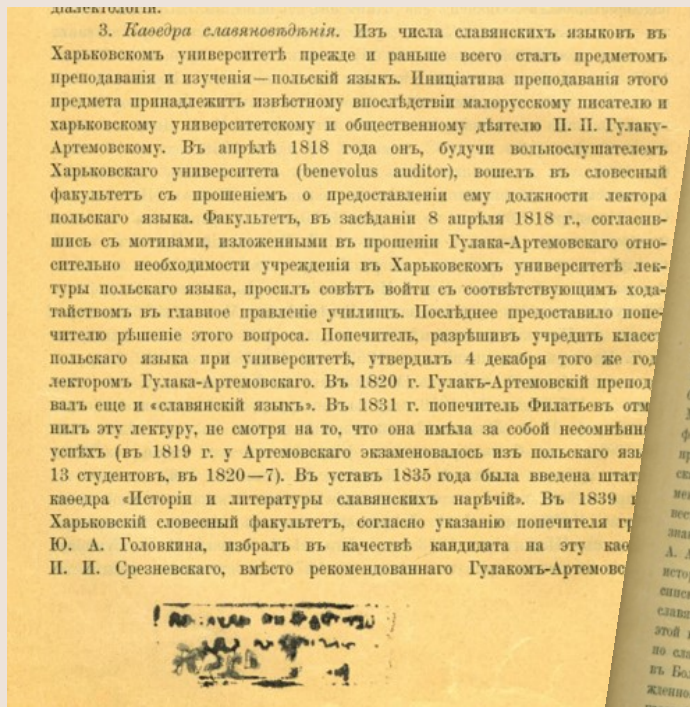 діалектологіи.
3. Каѳедра славяновѣдѣнія. Изъ числа славянскихъ языковъ въ
Харьковскомъ университетѣ прежде и раньше всего сталъ предметомъ
преподаванія и изученія—польскій языкъ. Иниціатива преподаванія этого
предмета принадлежитъ извѣстному впослѣдствіи малорусскому писателю и
харьковскому университетскому и общественному дѣятелю П. П. Гулаку-
Артемовскому. Въ апрѣлѣ 1818 года онъ, будучи вольнослушателемъ
Харьковскаго университета (benevolus auditor), вошелъ въ словесный
факультетъ съ прошеніемъ о предоставленіи ему должности лектора
польскаго языка. Факультетъ, въ засѣданіи 8 апрѣля 1818 г., согласив-
шись съ мотивами, изложенными въ прошеніи Гулака-Артемовскаго отно-
сительно необходимости учрежденія въ Харьковскомъ университетѣ лек-
туры польскаго языка, просилъ совѣтъ войти съ соотвѣтствующимъ хода-
тайствомъ въ главное правленіе училищъ. Послѣднее предоставило попе-
чителю рѣшеніе этого вопроса. Попечитель, разрѣшивъ учредить классъ
польскаго языка при университетѣ, утвердилъ 4 декабря того же год
лекторомъ Гулака-Артемовскаго. Въ 1820 г. Гулакъ-Артемовскій препод
валъ еще и «славянскій языкъ». Въ 1831 г. попечитель Филатьевъ отм
нилъ эту лектуру, не смотря на то, что она имѣла за собой несомнѣнн
успѣхъ (въ 1819 г. у Артемовскаго экзаменовалось изъ польскаго язы
13 студентовъ, въ 1820—7). Въ уставъ 1835 года была введена штат
каѳедра «Исторіи и литературы славянскихъ нарѣчій». Въ 1839 г
Харьковскій словесный факультетъ, согласно указанію попечителя гр
Ю. А. Головкина, избралъ въ качествѣ кандидата на эту каѳ
И. И. Срезневскаго, вмѣсто рекомендованнаго Гулакомъ-Артемовс